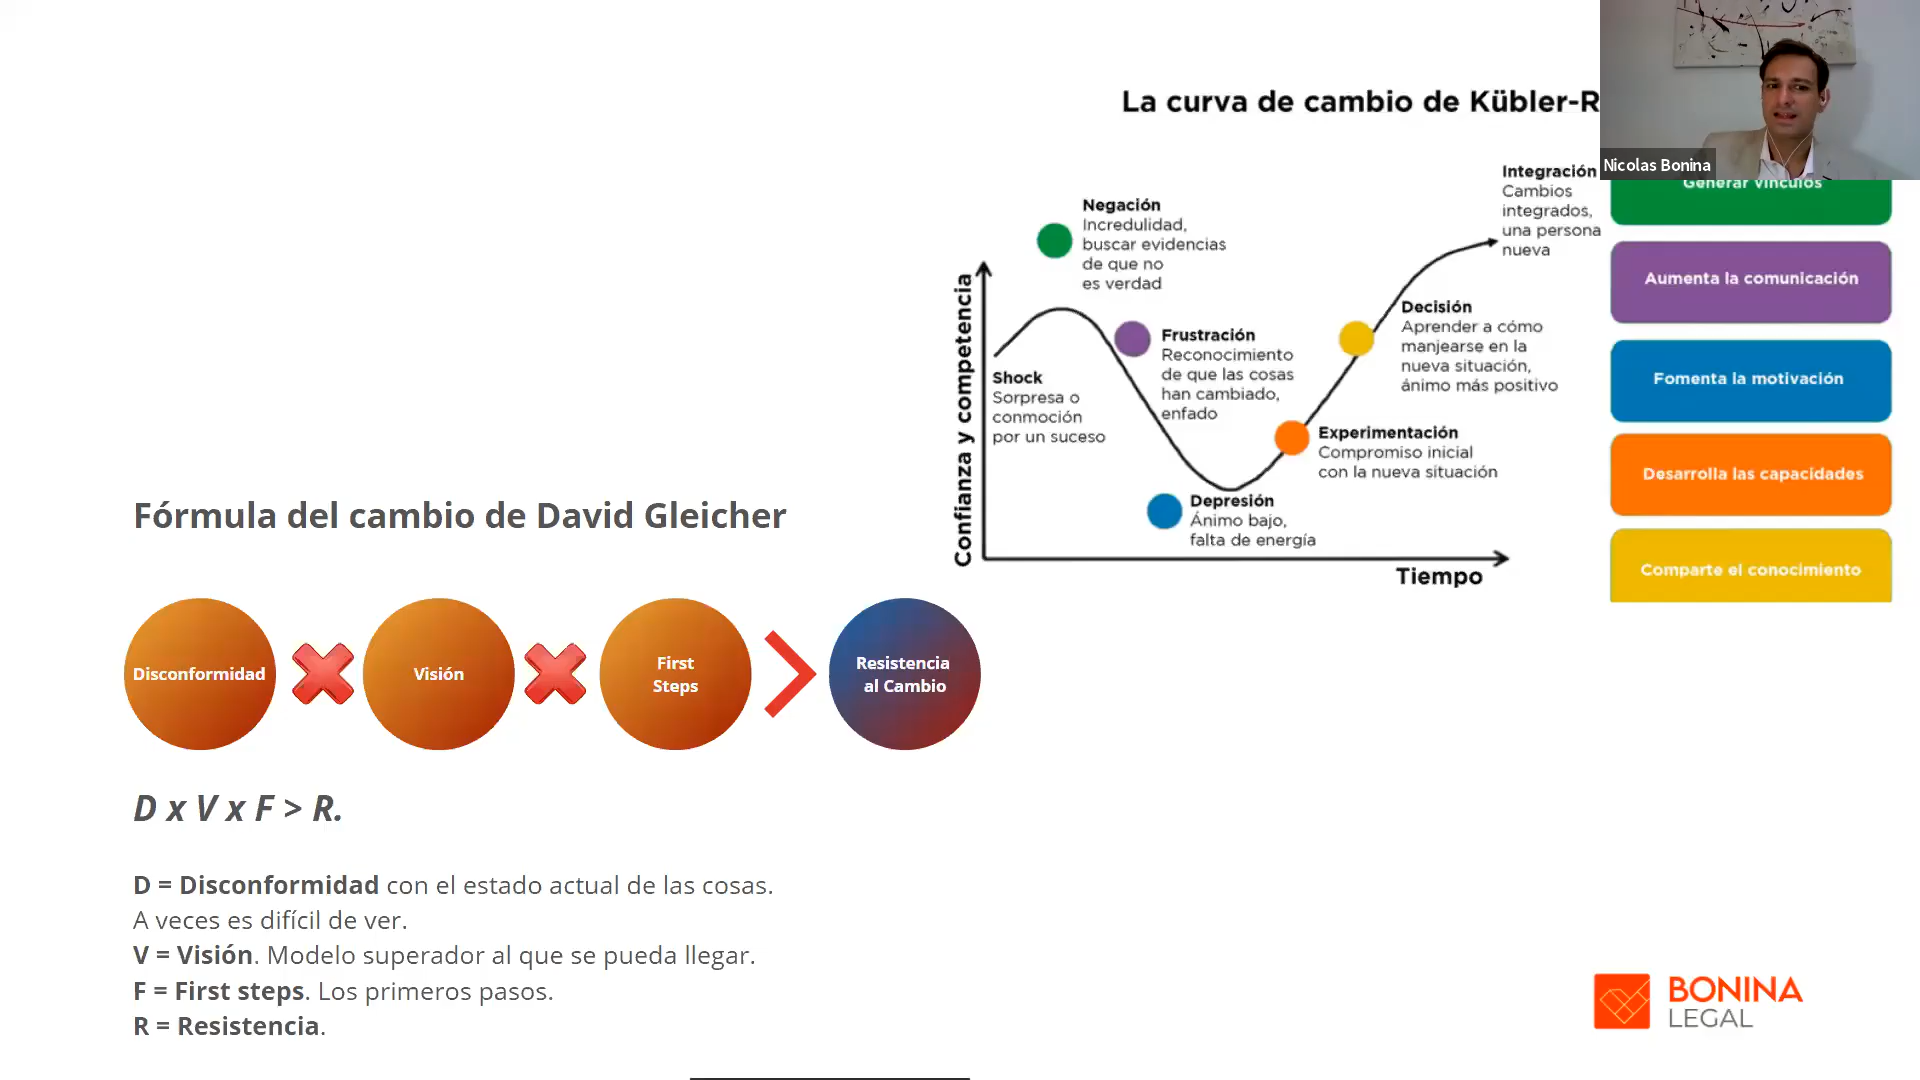 La curva de cambio de Kübler-R
Nicolas Bonina
Negación
Incredulidad,
buscar evidencias
de que no
es verdad
Integración
Cambios
integrados,
una persona
nueva
Confianza y competencia
Shock
Sorpresa o
conmoción
por un suceso
Frustración
Reconocimiento
de que las cosas
han cambiado,
enfado
Decisión
Aprender a cómo
manjearse en la
nueva situación,
ánimo más positivo
Experimentación
Compromiso inicial
con la nueva situación
Depresión
Ánimo bajo,
falta de energía
Tiempo
Generar vínculos
Aumenta la comunicación
Fomenta la motivación
Desarrolla las capacidades
Comparte el conocimiento
Fórmula del cambio de David Gleicher
Disconformidad
Visión
First
Steps
Resistencia
al Cambio
D x V x F > R.
D = Disconformidad con el estado actual de las cosas.
A veces es difícil de ver.
V = Visión. Modelo superador al que se pueda llegar.
F = First steps. Los primeros pasos.
R = Resistencia.
BONINA
LEGAL